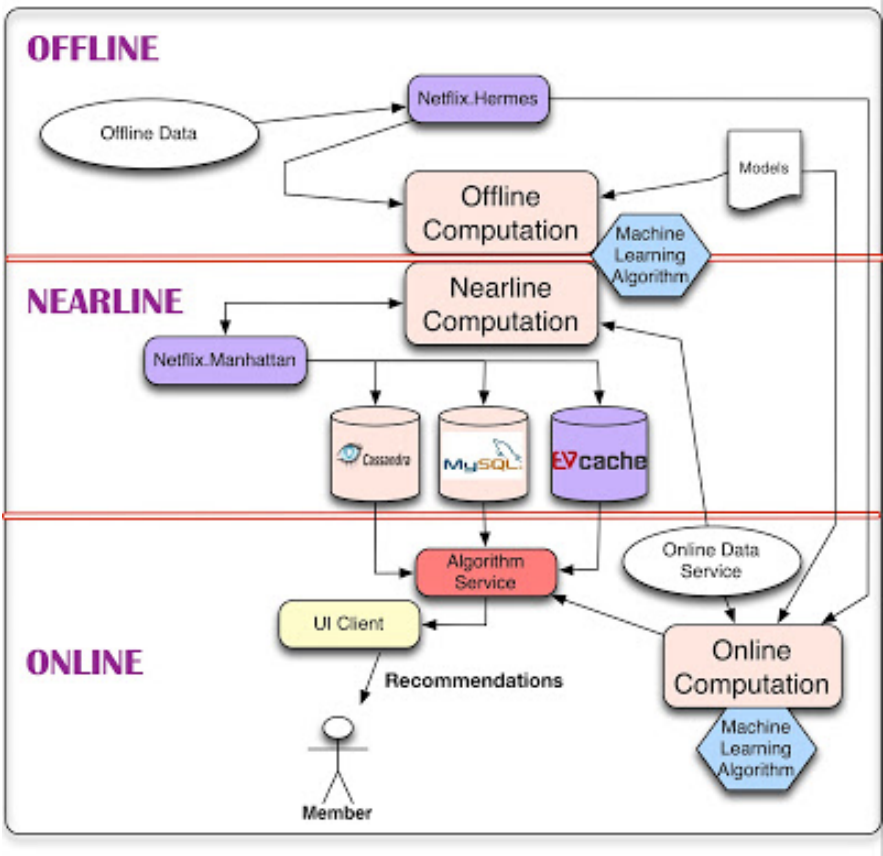 OFFLINE
Netflix.Hermes
Offline Data
Models
Offline
Computation
Machine
Learning
Algorithm
NEARLINE
Nearline
Computation
Netflix.Manhattan
Cassandra
MySQL
EVcache
Online Data
Service
Algorithm
Service
UI Client
ONLINE
Online
Computation
Recommendations
Machine
Learning
Algorithm
Member